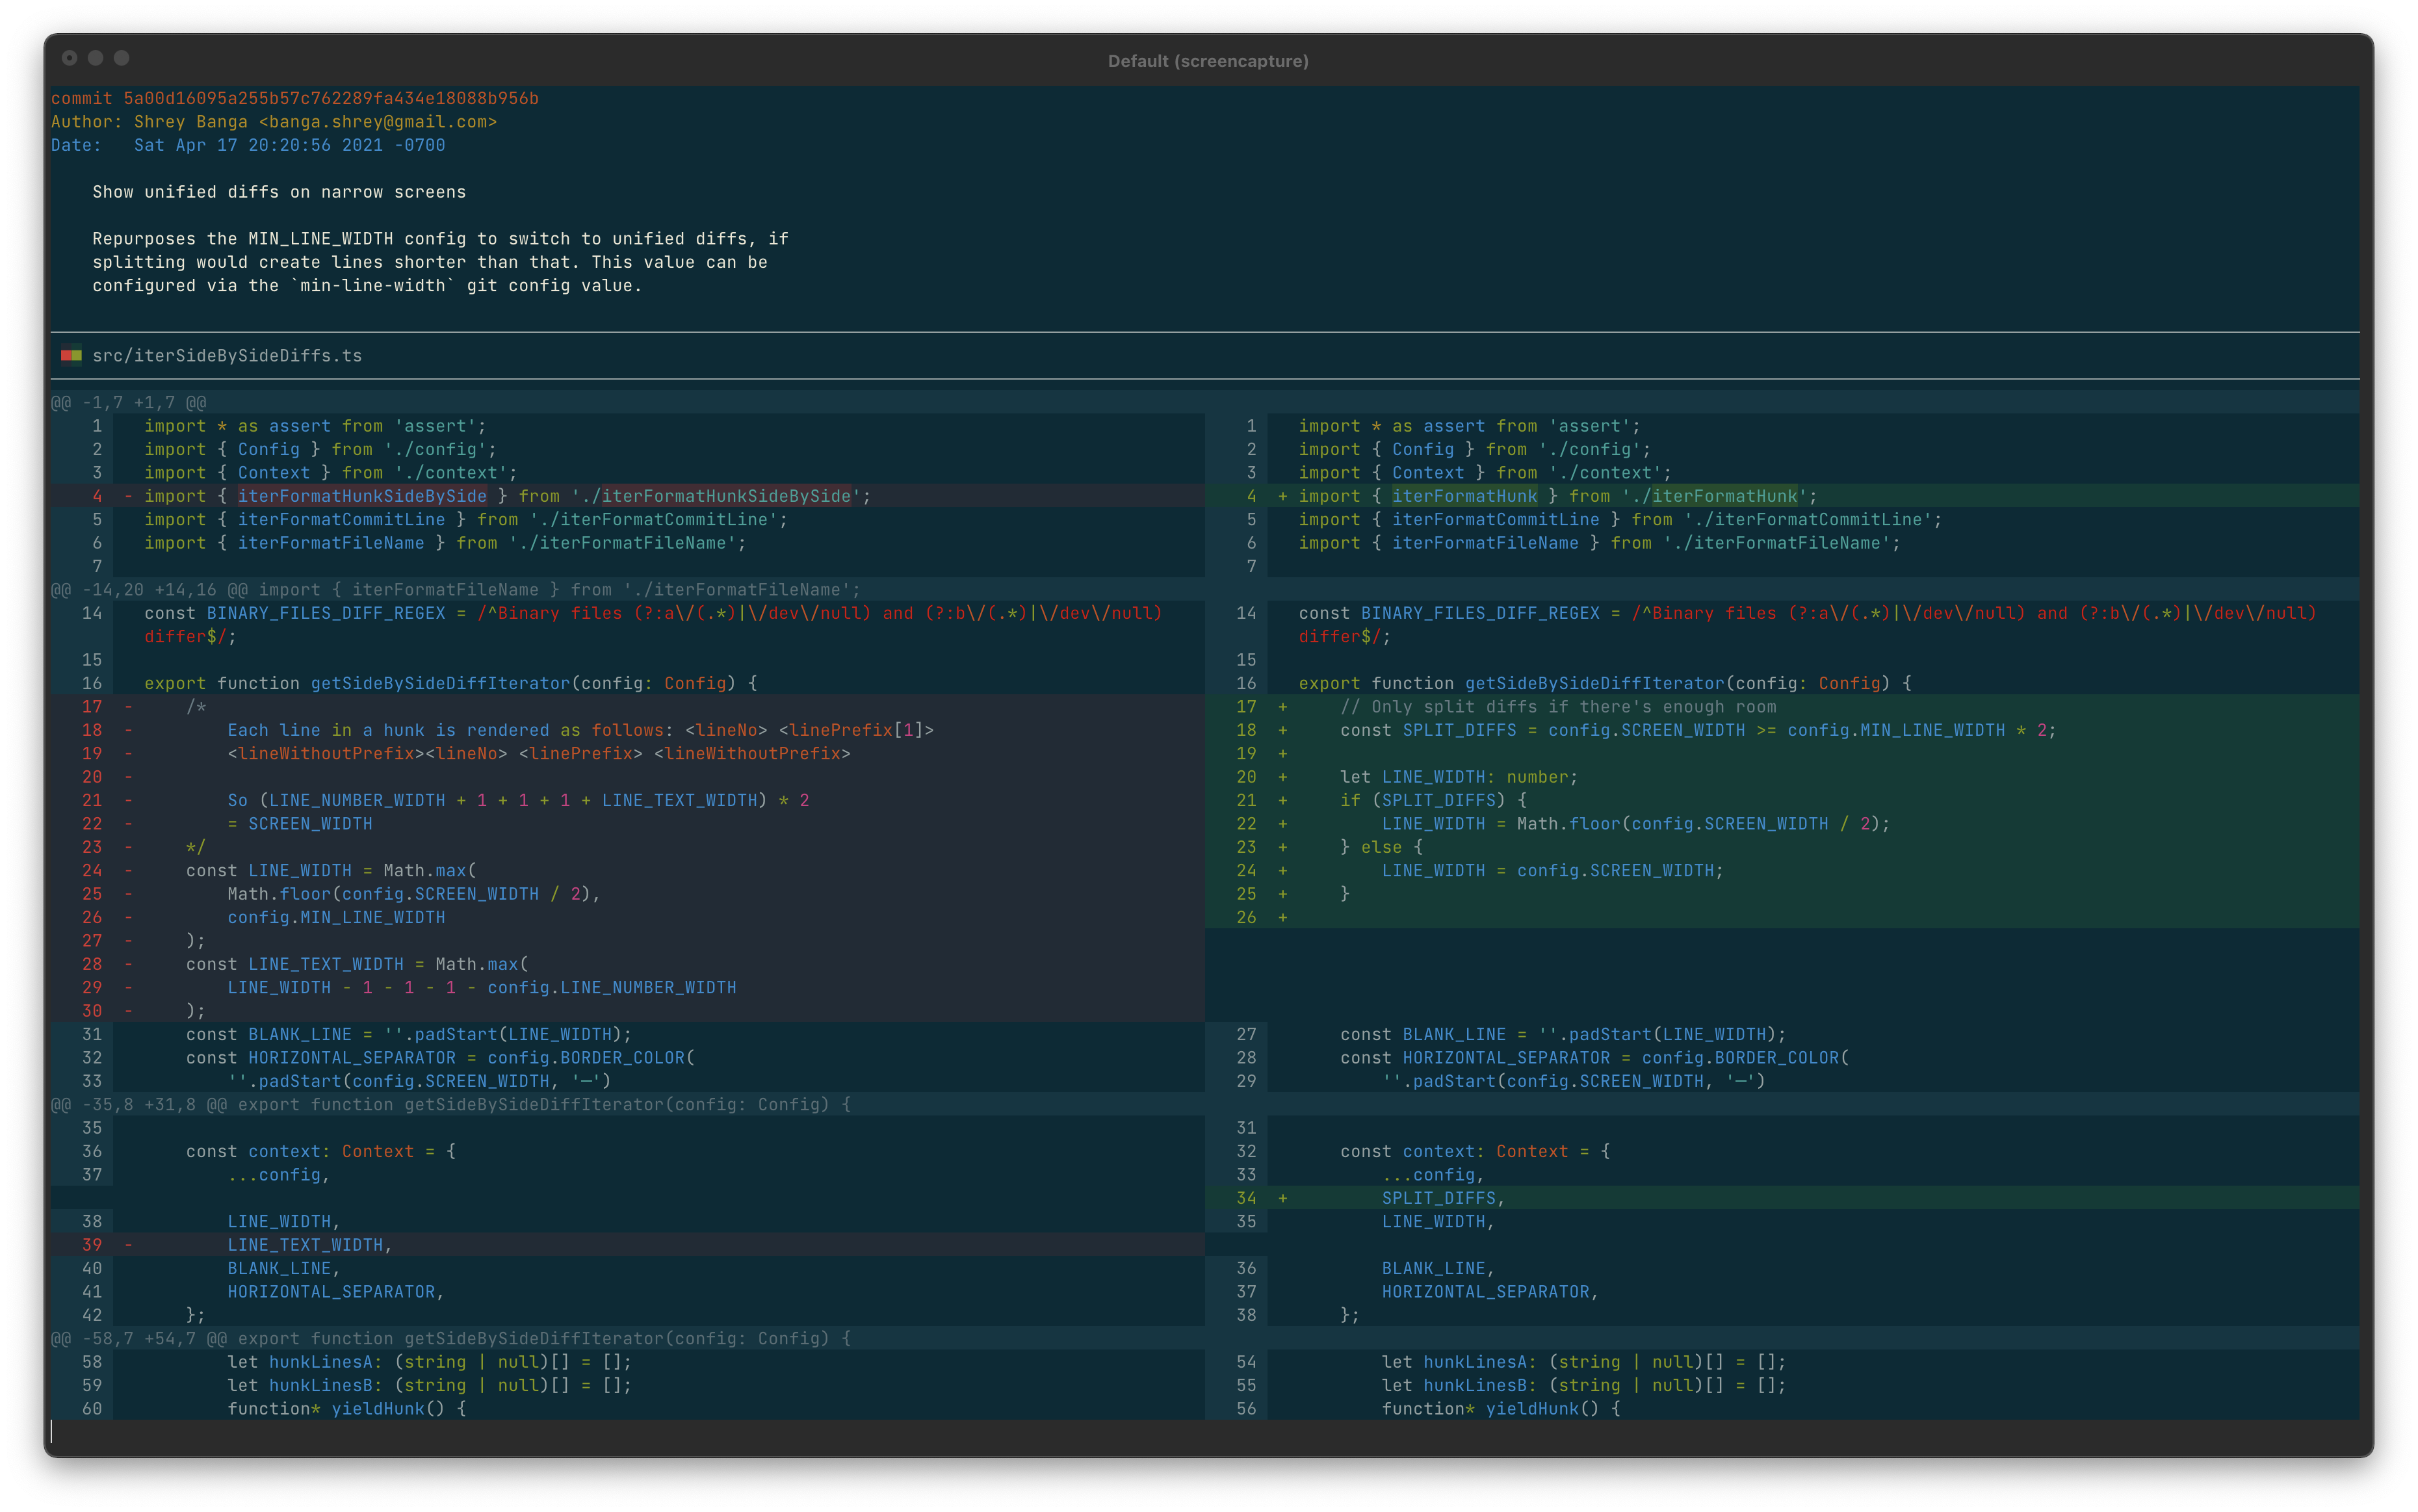 Default (screencapture)
commit 5a00d16095a255b57c762289fa434e18088b956b
Author: Shrey Banga <banga.shrey@gmail.com>
Date:   Sat Apr 17 20:20:56 2021 -0700
    Show unified diffs on narrow screens
    Repurposes the MIN_LINE_WIDTH config to switch to unified diffs, if
    splitting would create lines shorter than that. This value can be
    configured via the `min-line-width` git config value.
src/iterSideBySideDiffs.ts
@@ -1,7 +1,7 @@
1   import * as assert from 'assert';   1   import * as assert from 'assert';
2   import { Config } from './config';   2   import { Config } from './config';
3   import { Context } from './context';   3   import { Context } from './context';
4 - import { iterFormatHunkSideBySide } from './iterFormatHunkSideBySide';   4 + import { iterFormatHunk } from './iterFormatHunk';
5   import { iterFormatCommitLine } from './iterFormatCommitLine';   5   import { iterFormatCommitLine } from './iterFormatCommitLine';
6   import { iterFormatFileName } from './iterFormatFileName';   6   import { iterFormatFileName } from './iterFormatFileName';
7   7
@@ -14,20 +14,16 @@ import { iterFormatFileName } from './iterFormatFileName';
14   const BINARY_FILES_DIFF_REGEX = /^Binary files (?:a\/(.*)|\/dev\/null) and (?:b\/(.*)|\/dev\/null)   14   const BINARY_FILES_DIFF_REGEX = /^Binary files (?:a\/(.*)|\/dev\/null) and (?:b\/(.*)|\/dev\/null)
differ$/;   differ$/;
15   15
16   export function getSideBySideDiffIterator(config: Config) {   16   export function getSideBySideDiffIterator(config: Config) {
17 -     /*   17 +     // Only split diffs if there's enough room
18 -         Each line in a hunk is rendered as follows: <lineNo> <linePrefix[1]>   18 +     const SPLIT_DIFFS = config.SCREEN_WIDTH >= config.MIN_LINE_WIDTH * 2;
19 -         <lineWithoutPrefix><lineNo> <linePrefix> <lineWithoutPrefix>   19 +
20 -   20 +     let LINE_WIDTH: number;
21 -         So (LINE_NUMBER_WIDTH + 1 + 1 + 1 + LINE_TEXT_WIDTH) * 2   21 +     if (SPLIT_DIFFS) {
22 -         = SCREEN_WIDTH   22 +         LINE_WIDTH = Math.floor(config.SCREEN_WIDTH / 2);
23 -     */   23 +     } else {
24 -     const LINE_WIDTH = Math.max(   24 +         LINE_WIDTH = config.SCREEN_WIDTH;
25 -         Math.floor(config.SCREEN_WIDTH / 2),   25 +     }
26 -         config.MIN_LINE_WIDTH   26 +
27 -     );
28 -     const LINE_TEXT_WIDTH = Math.max(
29 -         LINE_WIDTH - 1 - 1 - 1 - config.LINE_NUMBER_WIDTH
30 -     );
31       const BLANK_LINE = ''.padStart(LINE_WIDTH);   27       const BLANK_LINE = ''.padStart(LINE_WIDTH);
32       const HORIZONTAL_SEPARATOR = config.BORDER_COLOR(   28       const HORIZONTAL_SEPARATOR = config.BORDER_COLOR(
33           ''.padStart(config.SCREEN_WIDTH, '─')   29           ''.padStart(config.SCREEN_WIDTH, '─')
@@ -35,8 +31,8 @@ export function getSideBySideDiffIterator(config: Config) {
35   31
36       const context: Context = {   32       const context: Context = {
37           ...config,   33           ...config,
34 +         SPLIT_DIFFS,
38           LINE_WIDTH,   35           LINE_WIDTH,
39 -         LINE_TEXT_WIDTH,
40           BLANK_LINE,   36           BLANK_LINE,
41           HORIZONTAL_SEPARATOR,   37           HORIZONTAL_SEPARATOR,
42       };   38       };
@@ -58,7 +54,7 @@ export function getSideBySideDiffIterator(config: Config) {
58           let hunkLinesA: (string | null)[] = [];   54           let hunkLinesA: (string | null)[] = [];
59           let hunkLinesB: (string | null)[] = [];   55           let hunkLinesB: (string | null)[] = [];
60           function* yieldHunk() {   56           function* yieldHunk() {